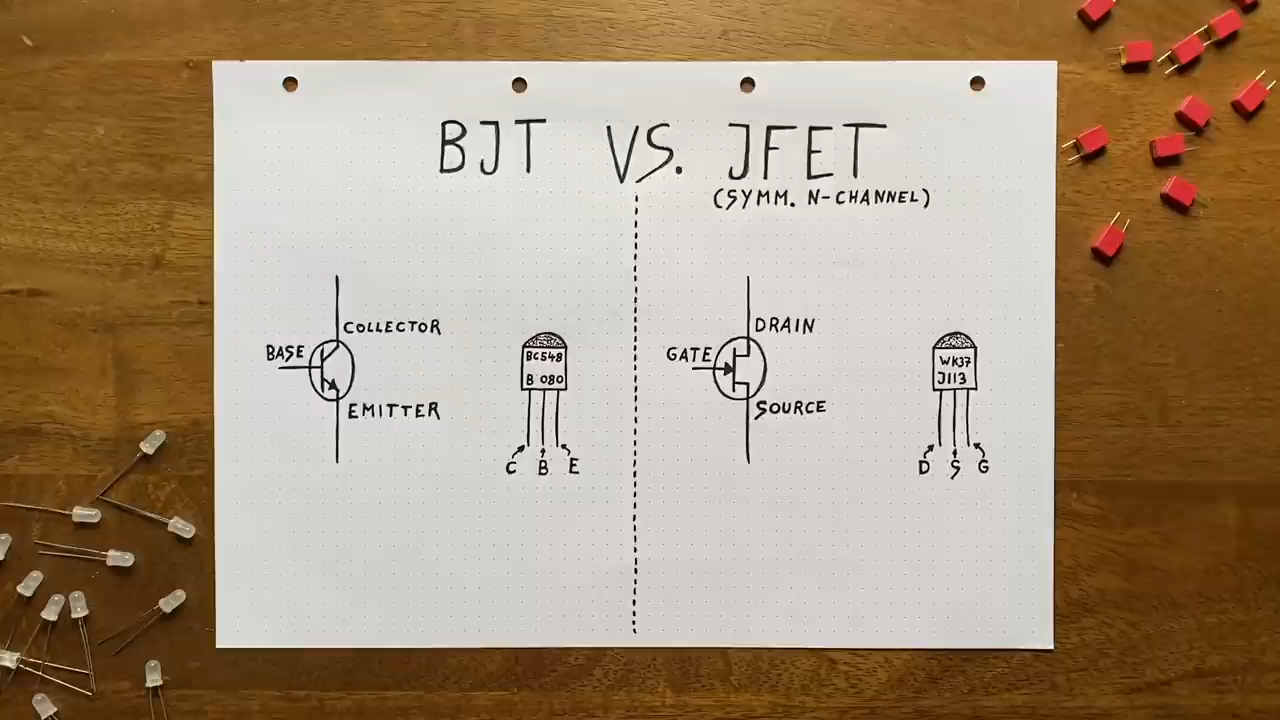 BJT VS. JFET
(SYMM. N-CHANNEL)
COLLECTOR
BASE
EMITTER
BC548
B 080
C B E
DRAIN
GATE
SOURCE
WK37
J113
D S G